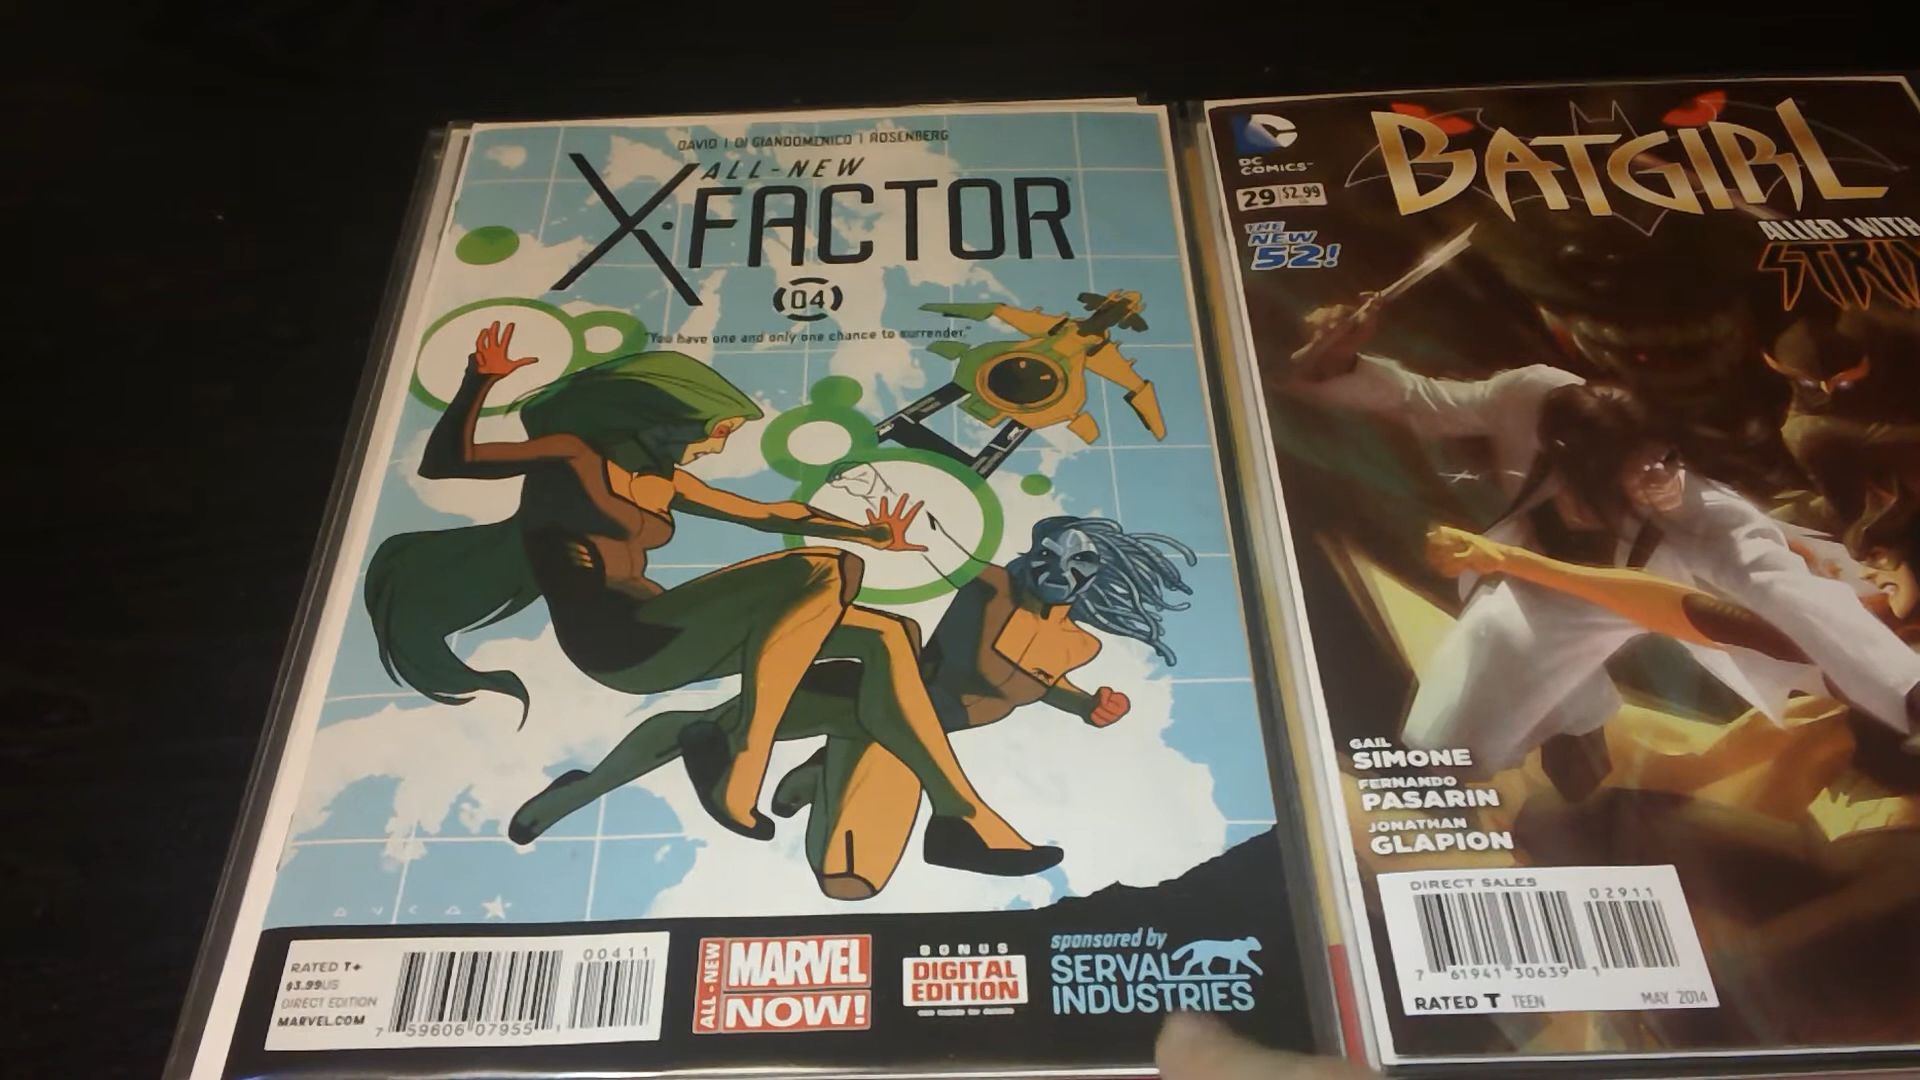 DAVID | DI GIANDOMENICO | ROSENBERG
ALL-NEW
X-FACTOR
(04)
"You have one and only one chance to surrender."
RATED T+
$3.99US
DIRECT EDITION
MARVEL.COM
00411
7 59606 07955 1
ALL-NEW
MARVEL
NOW!
BONUS
DIGITAL
EDITION
sponsored by
SERVAL
INDUSTRIES
DC
COMICS™
29 $2.99
THE
NEW
52!
BATGIRL
ALLIED WITH
GAIL
SIMONE
FERNANDO
PASARIN
JONATHAN
GLAPION
DIRECT SALES
02911
7 61941 30639 1
RATED T TEEN
MAY 2014